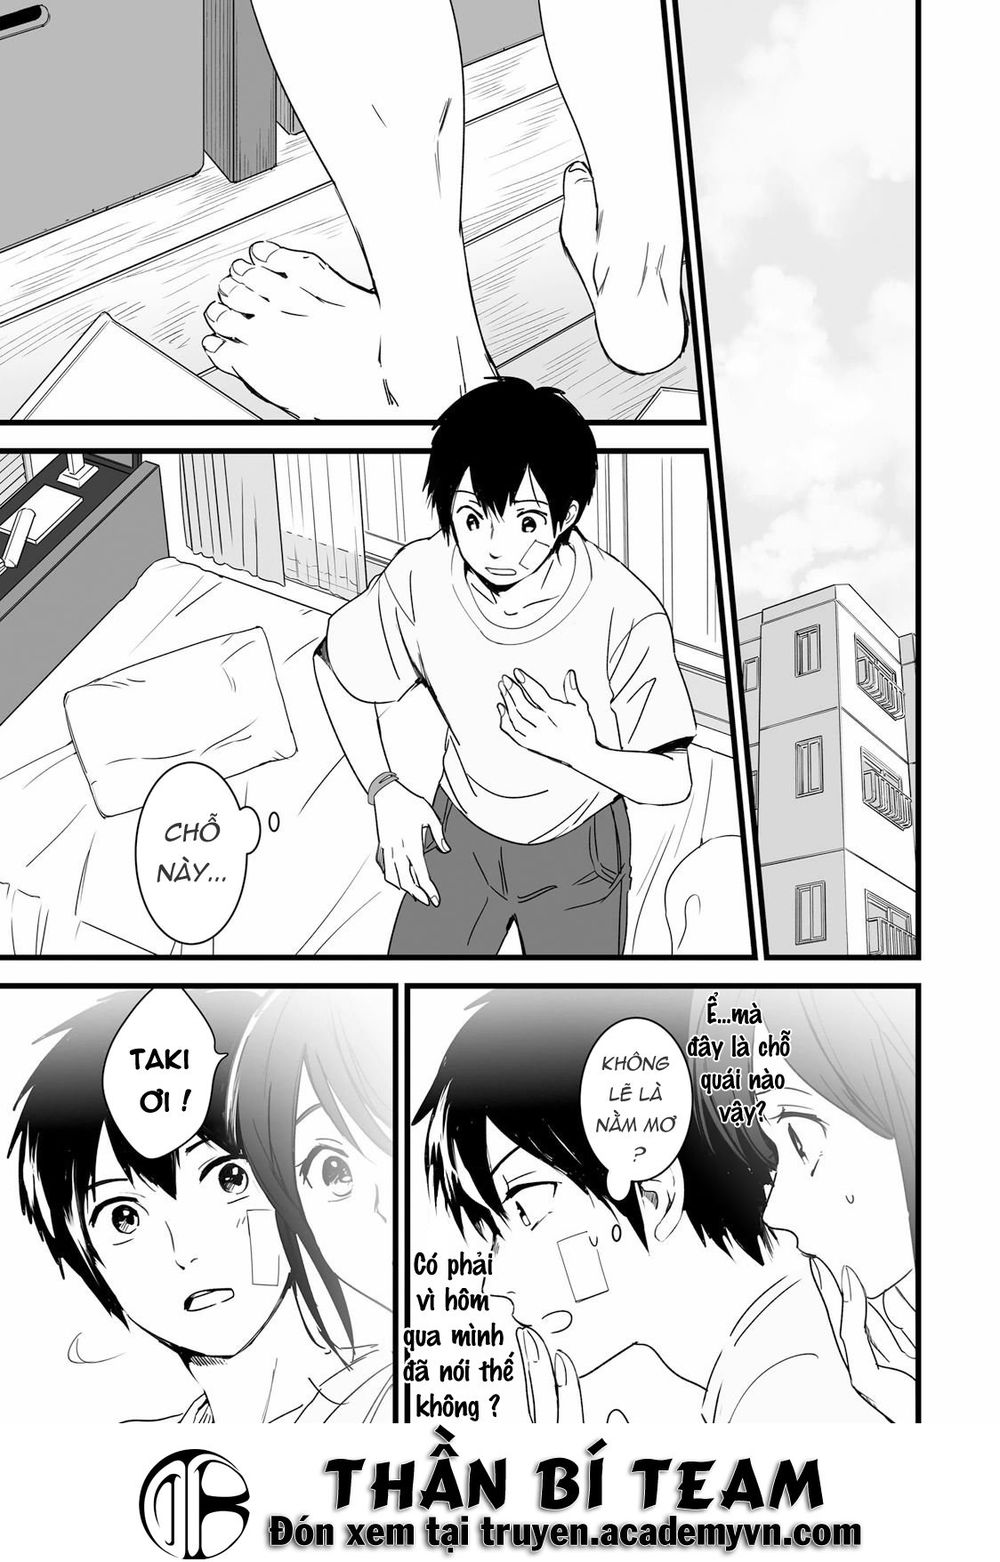 CHỖ
NÀY...
Ể...mà
đây là chỗ
quái nào
vậy?
KHÔNG
LẼ LÀ
NẰM MƠ
?
Có phải
vì hôm
qua mình
đã nói thế
không ?
TAKI
ƠI !
THẦN BÍ TEAM
Đón xem tại truyen.academyvn.com